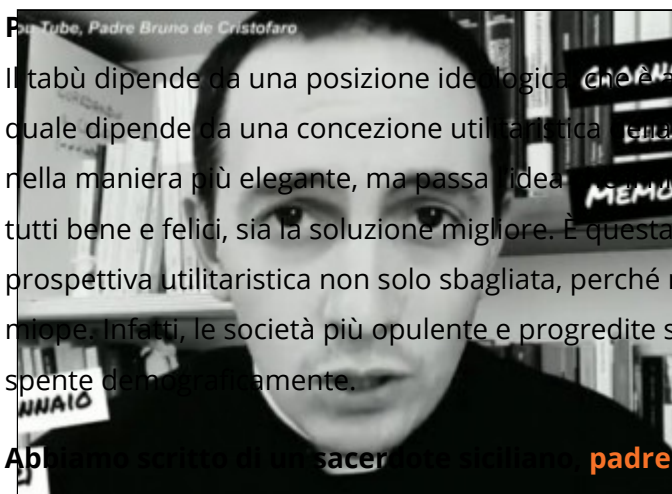 You Tube, Padre Bruno de Cristofaro
P
Il tabù dipende da una posizione ideologica, che è
quale dipende da una concezione utilitaristica
nella maniera più elegante, ma passa l'idea
MEMO
tutti bene e felici, sia la soluzione migliore. È questa
prospettiva utilitaristica non solo sbagliata, perché
miope. Infatti, le società più opulente e progredite s
spente demograficamente.
NNAIO
Abbiamo scritto di un sacerdote siciliano, padre